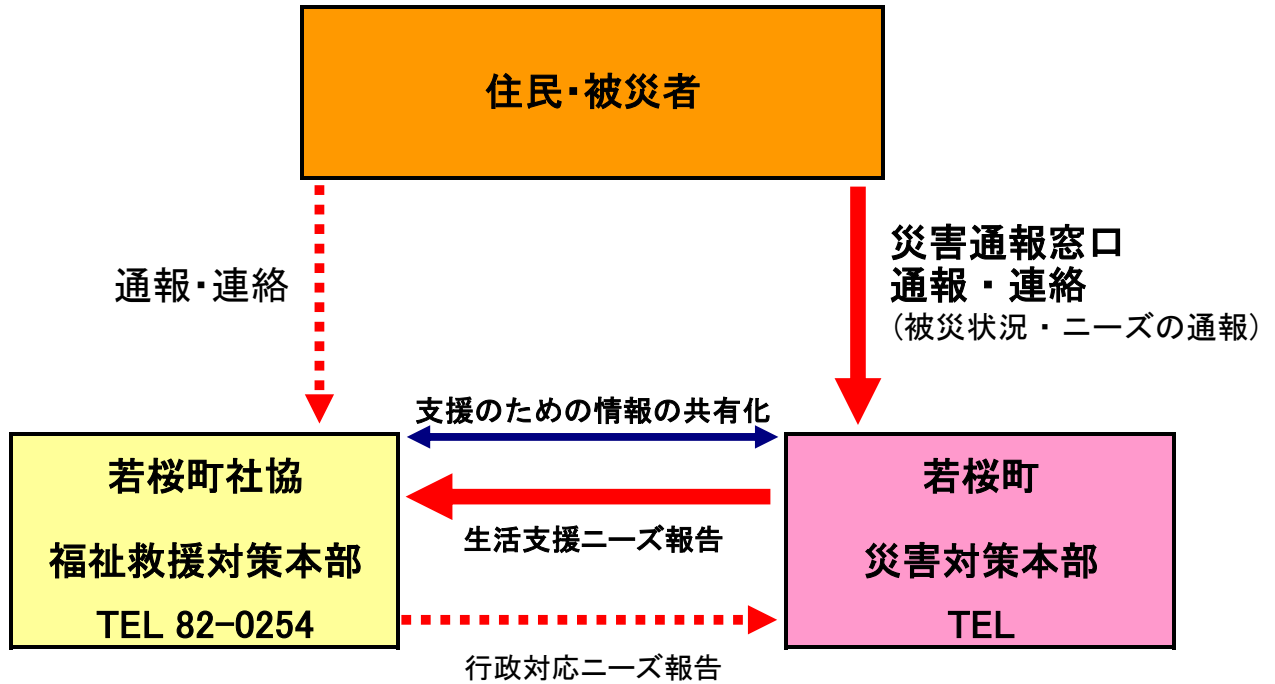 住民・被災者
通報・連絡
災害通報窓口
通報・連絡
(被災状況・ニーズの通報)
支援のための情報の共有化
若桜町社協
福祉救援対策本部
TEL 82-0254
生活支援ニーズ報告
若桜町
災害対策本部
TEL
行政対応ニーズ報告